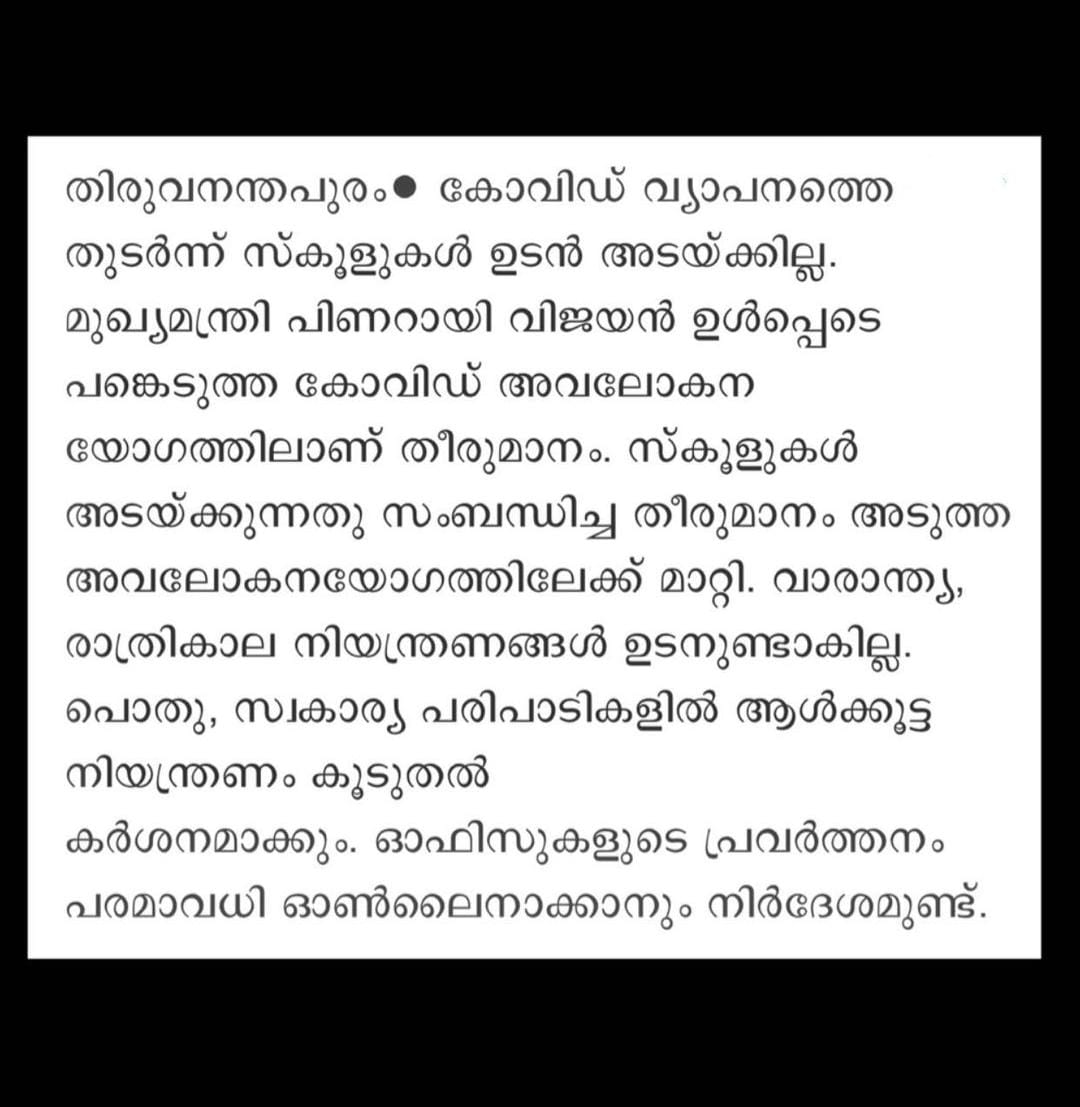 തിരുവനന്തപുരം● കോവിഡ് വ്യാപനത്തെ
തുടർന്ന് സ്കൂളുകൾ ഉടൻ അടയ്ക്കില്ല.
മുഖ്യമന്ത്രി പിണറായി വിജയൻ ഉൾപ്പെടെ
പങ്കെടുത്ത കോവിഡ് അവലോകന
യോഗത്തിലാണ് തീരുമാനം. സ്കൂളുകൾ
അടയ്ക്കുന്നതു സംബന്ധിച്ച തീരുമാനം അടുത്ത
അവലോകനയോഗത്തിലേക്ക് മാറ്റി. വാരാന്ത്യ,
രാത്രികാല നിയന്ത്രണങ്ങൾ ഉടനുണ്ടാകില്ല.
പൊതു, സ്വകാര്യ പരിപാടികളിൽ ആൾക്കൂട്ട
നിയന്ത്രണം കൂടുതൽ
കർശനമാക്കും. ഓഫിസുകളുടെ പ്രവർത്തനം
പരമാവധി ഓൺലൈനാക്കാനും നിർദേശമുണ്ട്.